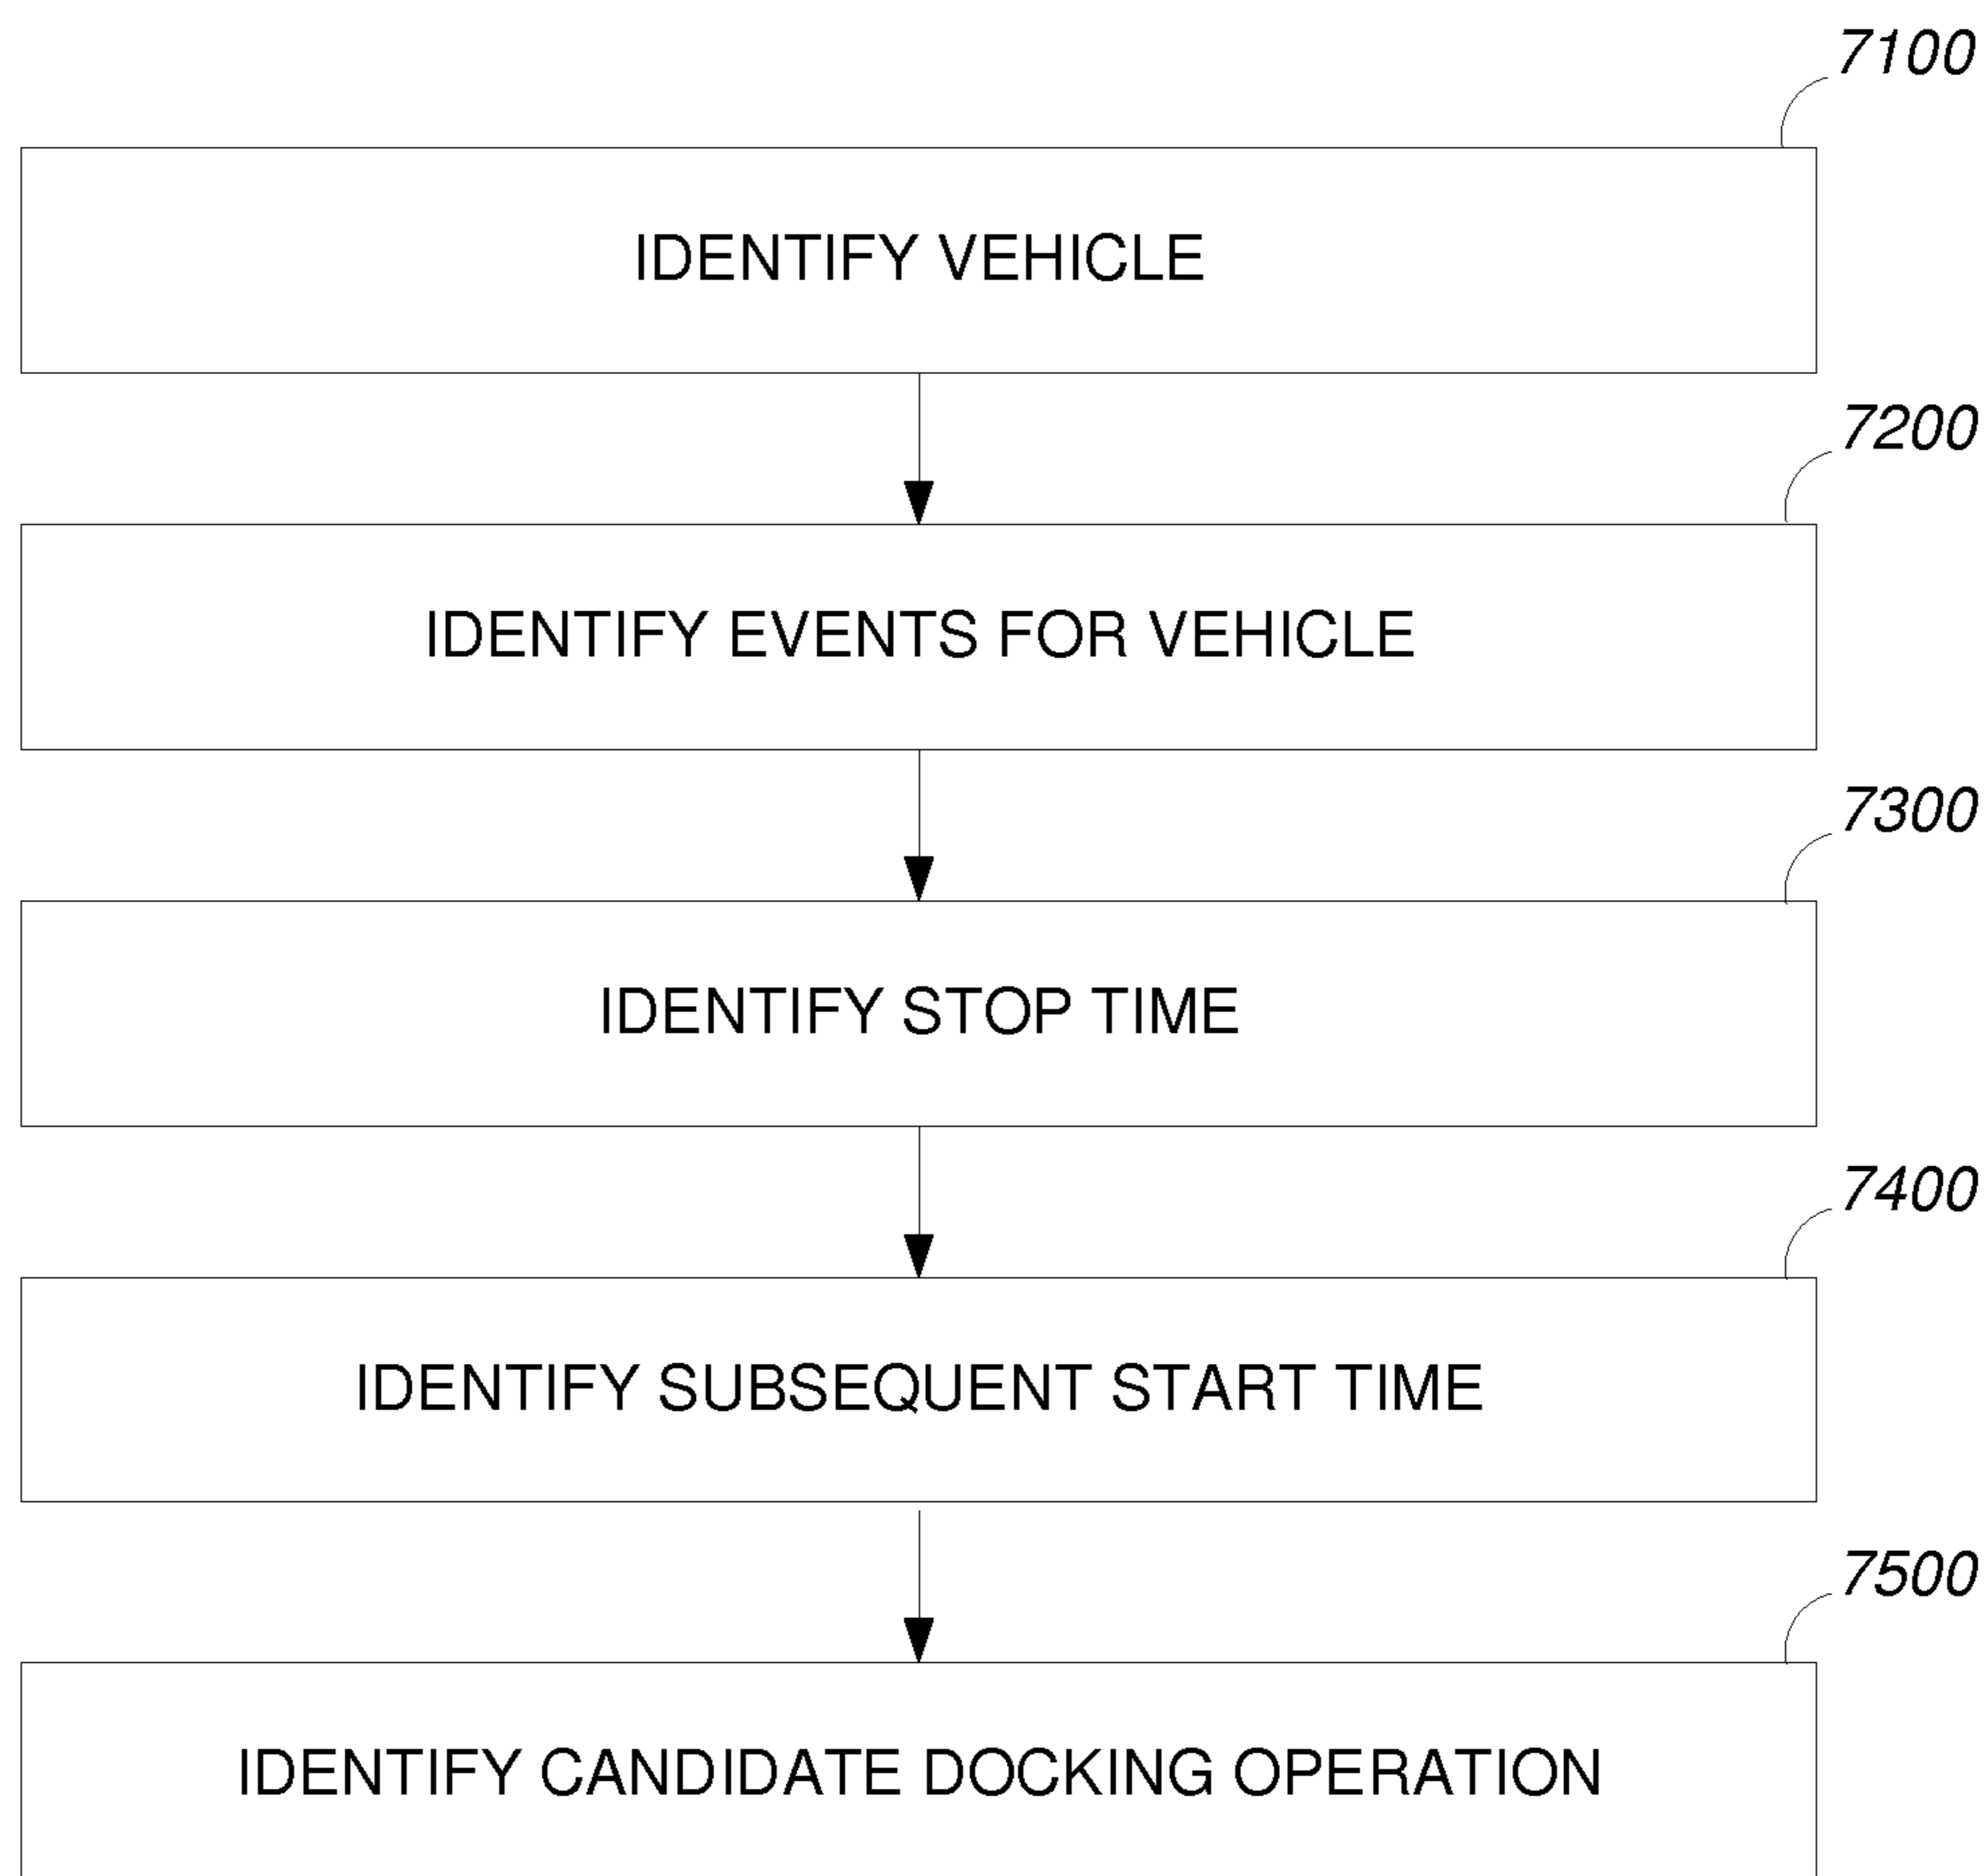 7100
IDENTIFY VEHICLE
7200
IDENTIFY EVENTS FOR VEHICLE
7300
IDENTIFY STOP TIME
7400
IDENTIFY SUBSEQUENT START TIME
7500
IDENTIFY CANDIDATE DOCKING OPERATION